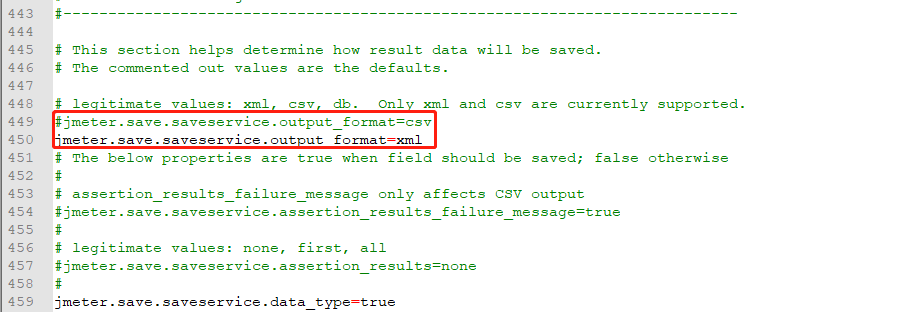 443 #-------------------------------------------------------------------------------
444
445 # This section helps determine how result data will be saved.
446 # The commented out values are the defaults.
447
448 # legitimate values: xml, csv, db.  Only xml and csv are currently supported.
449 #jmeter.save.saveservice.output_format=csv
450 jmeter.save.saveservice.output_format=xml
451 # The below properties are true when field should be saved; false otherwise
452 #
453 # assertion_results_failure_message only affects CSV output
454 #jmeter.save.saveservice.assertion_results_failure_message=true
455 #
456 # legitimate values: none, first, all
457 #jmeter.save.saveservice.assertion_results=none
458 #
459 jmeter.save.saveservice.data_type=true